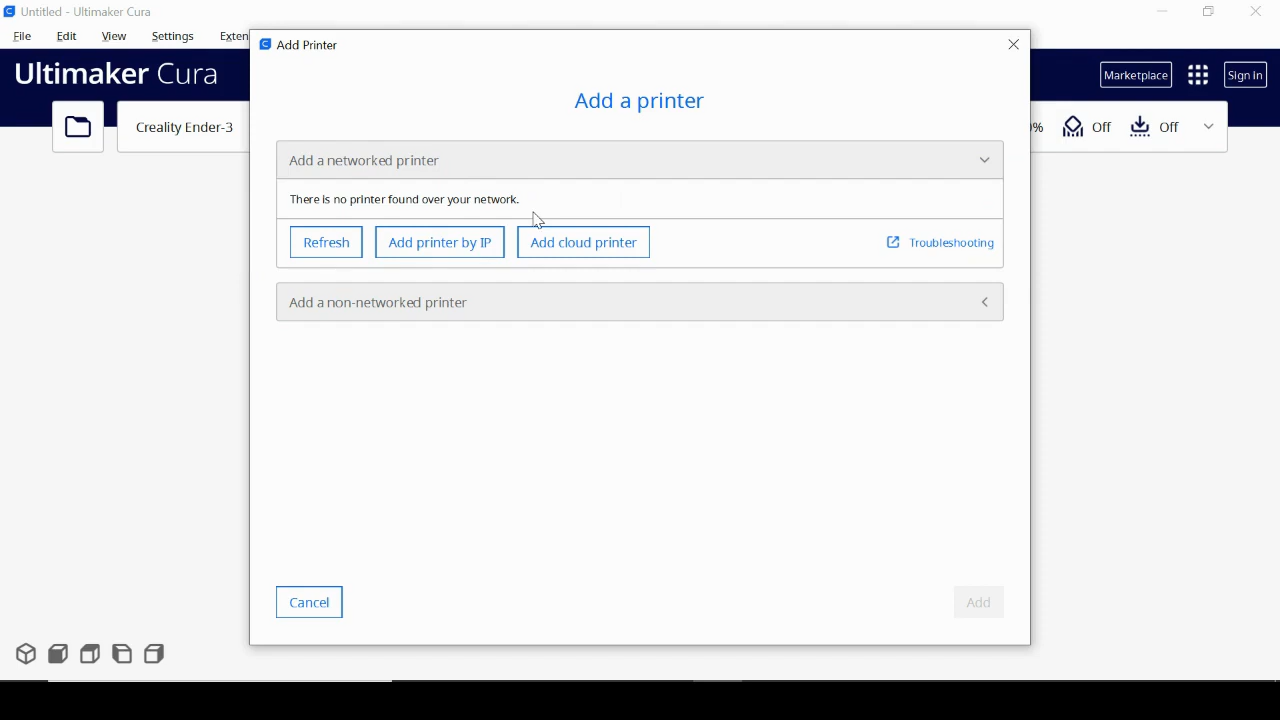 Untitled - Ultimaker Cura
File Edit View Settings Exten
Add Printer
Ultimaker Cura
Marketplace
Sign in
Add a printer
Creality Ender-3
0% Off Off
Add a networked printer
There is no printer found over your network.
Refresh Add printer by IP Add cloud printer Troubleshooting
Add a non-networked printer
Cancel Add